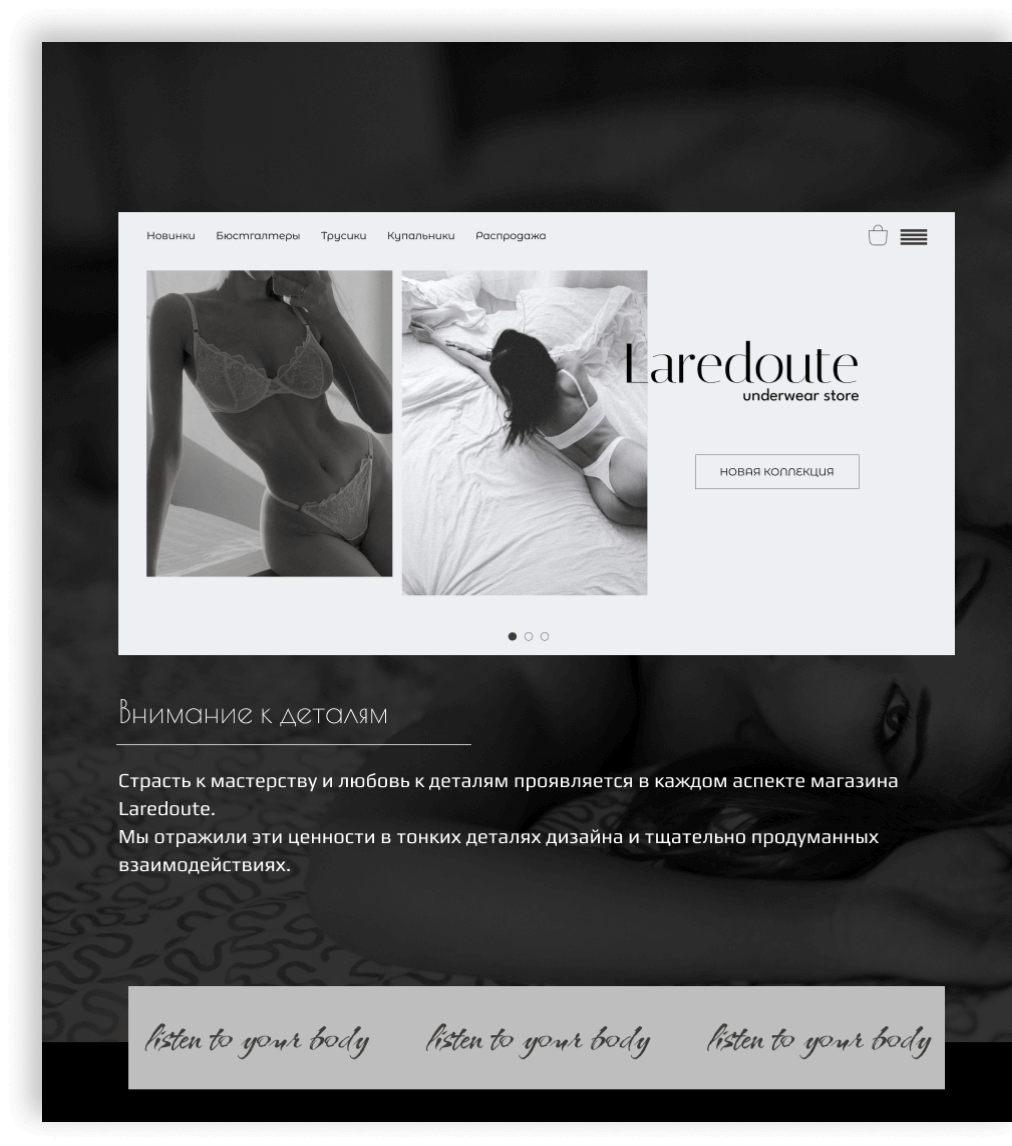 Новинки Бюстгалтеры Трусики Купальники Распродажа
Laredoute
underwear store
НОВАЯ КОЛЛЕКЦИЯ
Внимание к деталям
Страсть к мастерству и любовь к деталям проявляется в каждом аспекте магазина
Laredoute.
Мы отражили эти ценности в тонких деталях дизайна и тщательно продуманных
взаимодействиях.
listen to your body listen to your body listen to your body